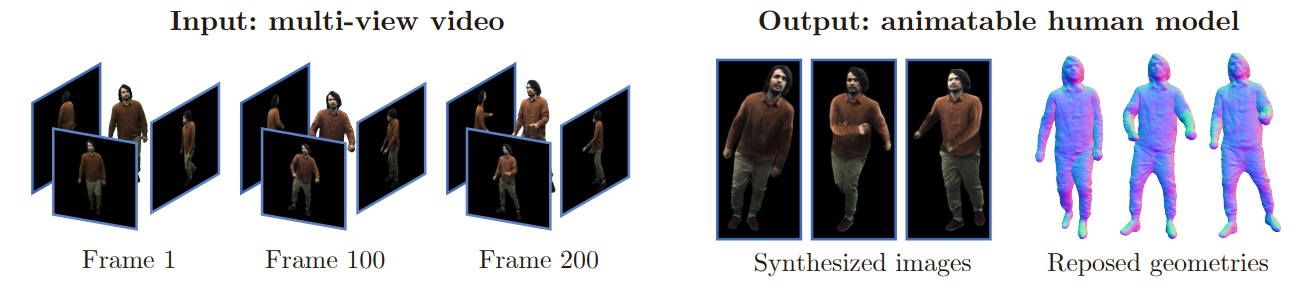 Input: multi-view video
Output: animatable human model
Frame 1
Frame 100
Frame 200
Synthesized images
Reposed geometries